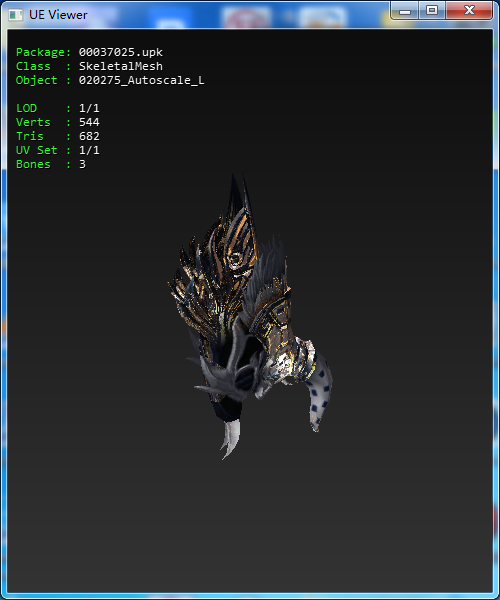 UE Viewer
Package: 00037025.upk
Class : SkeletalMesh
Object : 020275_Autoscale_L
LOD : 1/1
Verts : 544
Tris : 682
UV Set : 1/1
Bones : 3